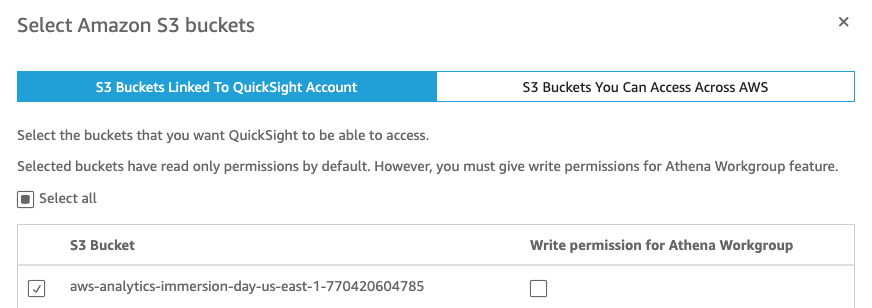 Select Amazon S3 buckets
S3 Buckets Linked To QuickSight Account
S3 Buckets You Can Access Across AWS
Select the buckets that you want QuickSight to be able to access.
Selected buckets have read only permissions by default. However, you must give write permissions for Athena Workgroup feature.
Select all
S3 Bucket
Write permission for Athena Workgroup
aws-analytics-immersion-day-us-east-1-770420604785